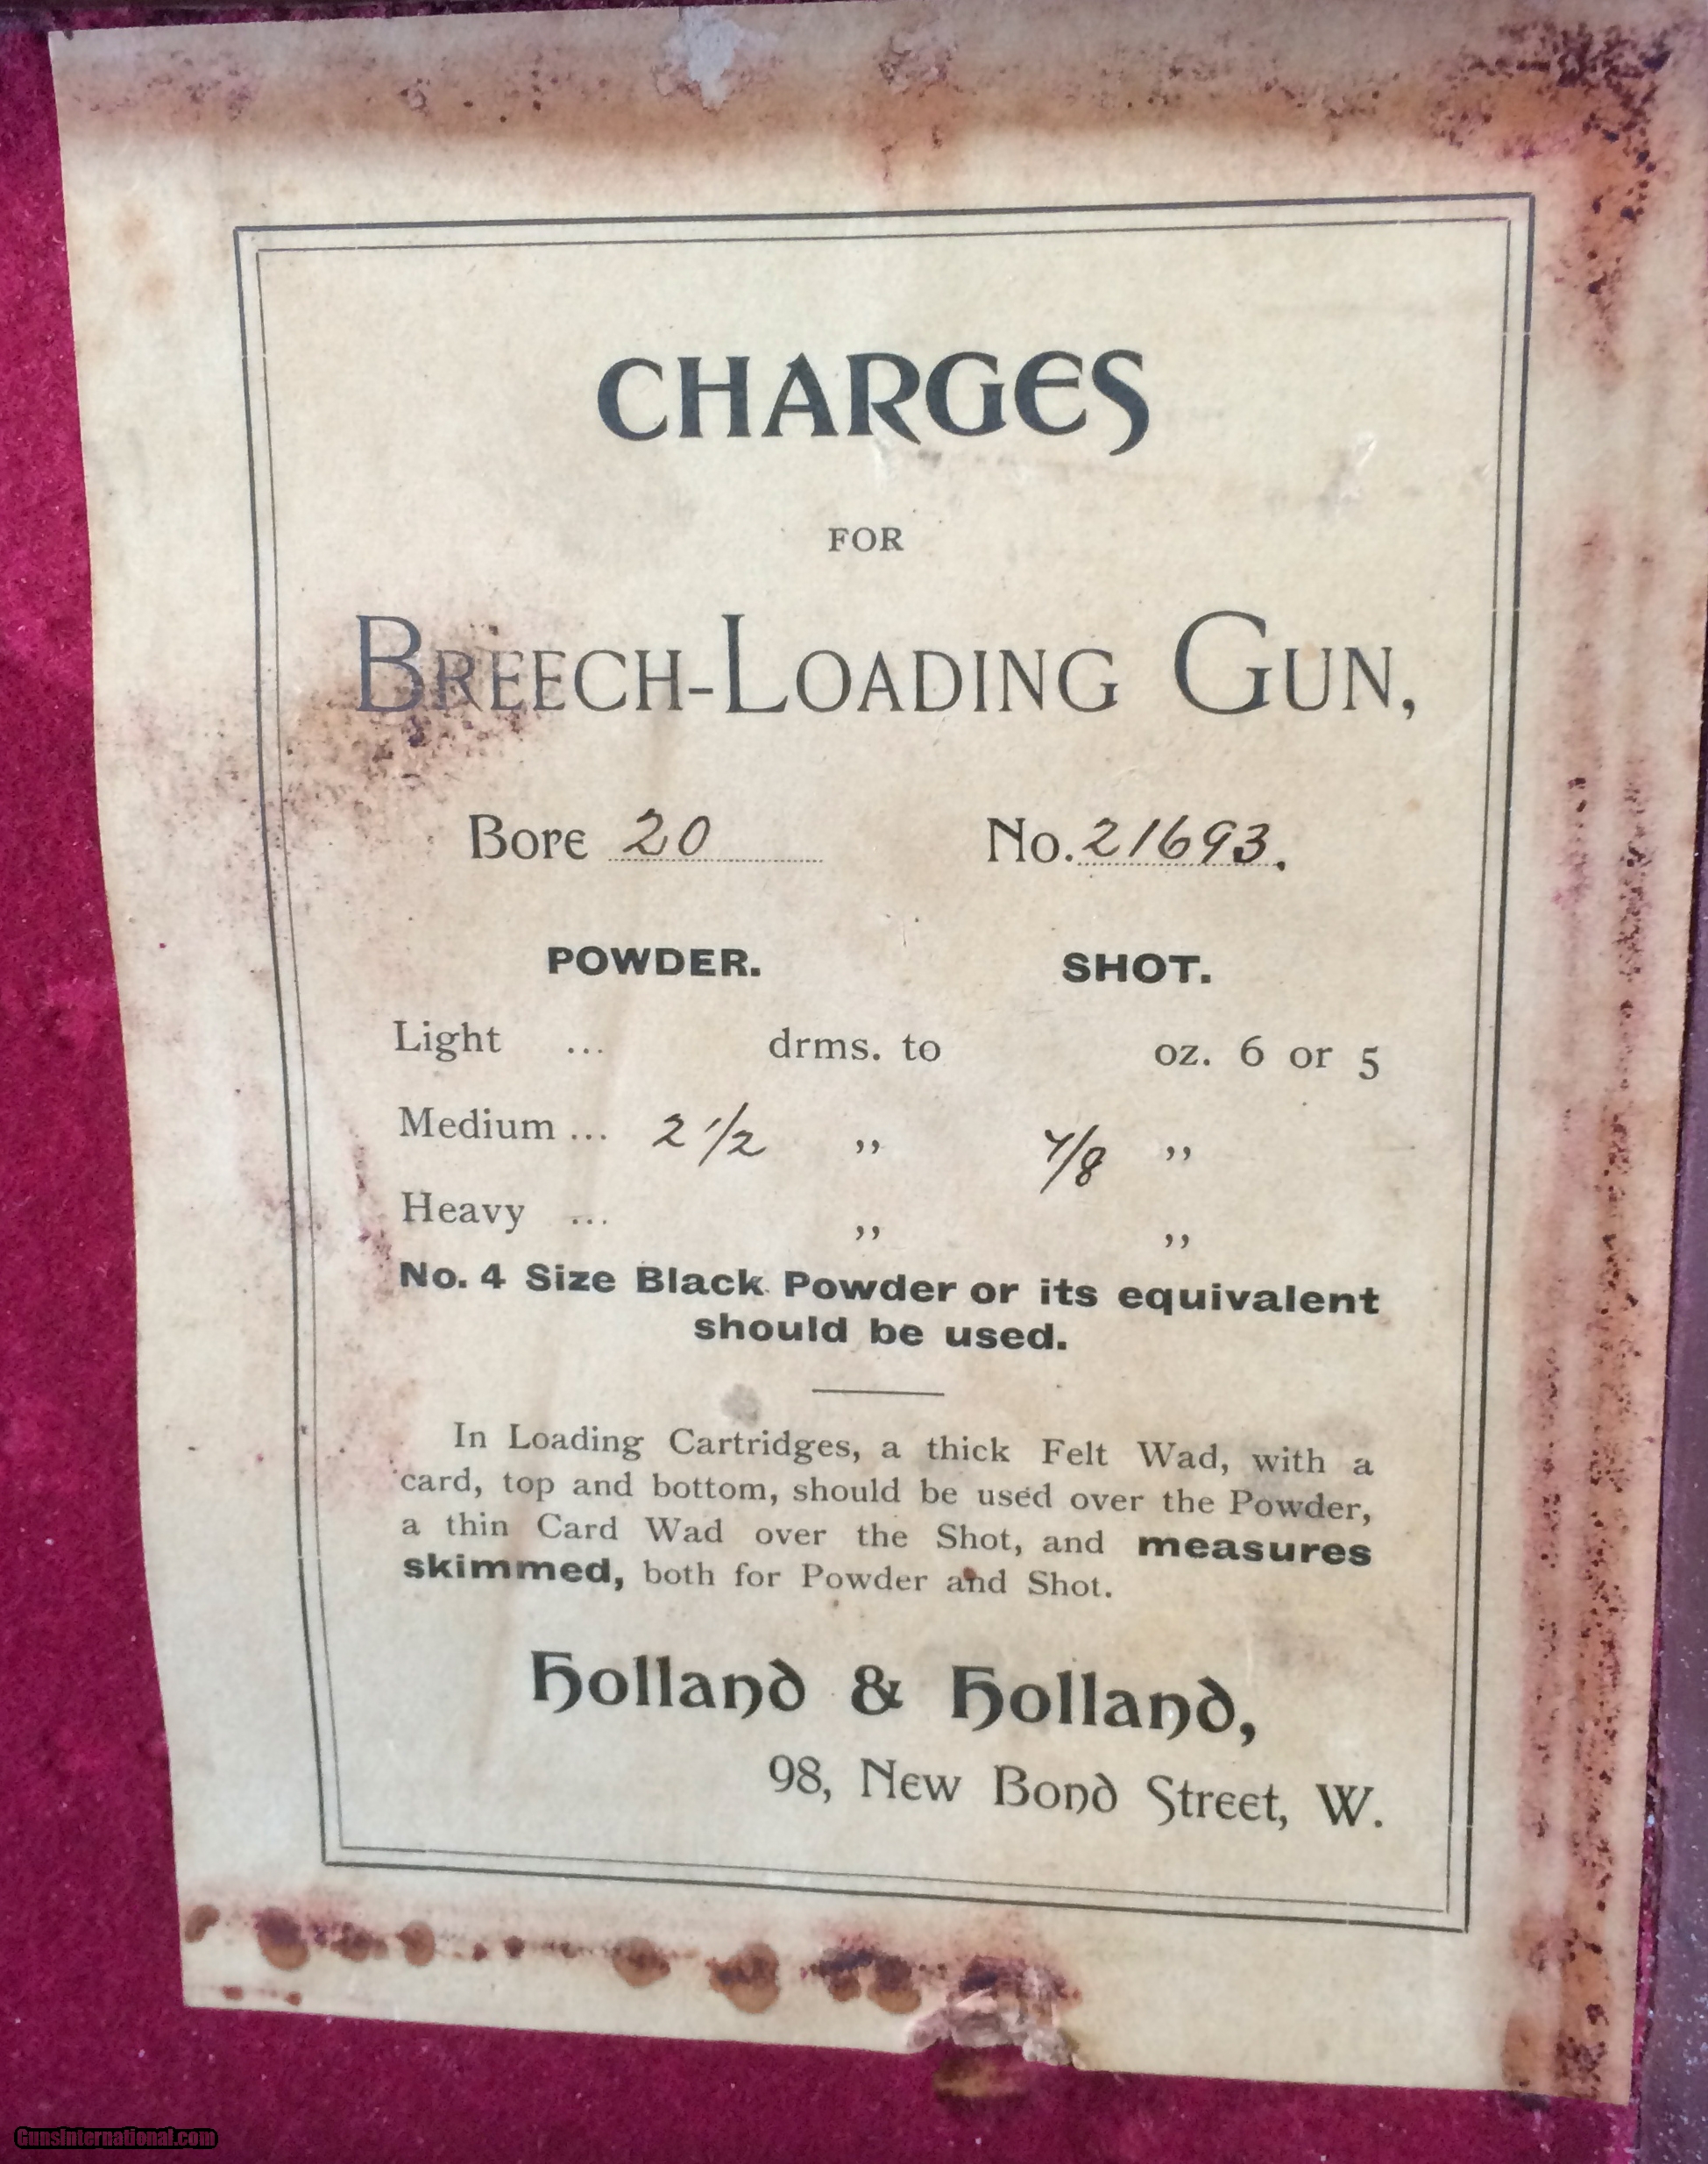 CHARGES
FOR
BREECH-LOADING GUN,
Bore 20 No. 21693.
POWDER. SHOT.
Light ... drms. to oz. 6 or 5
Medium ... 2 1/2 ,, 7/8 ,,
Heavy ... ,, ,,
No. 4 Size Black Powder or its equivalent
should be used.
In Loading Cartridges, a thick Felt Wad, with a
card, top and bottom, should be used over the Powder,
a thin Card Wad over the Shot, and measures
skimmed, both for Powder and Shot.
Holland & Holland,
98, New Bond Street, W.
GunsInternational.com